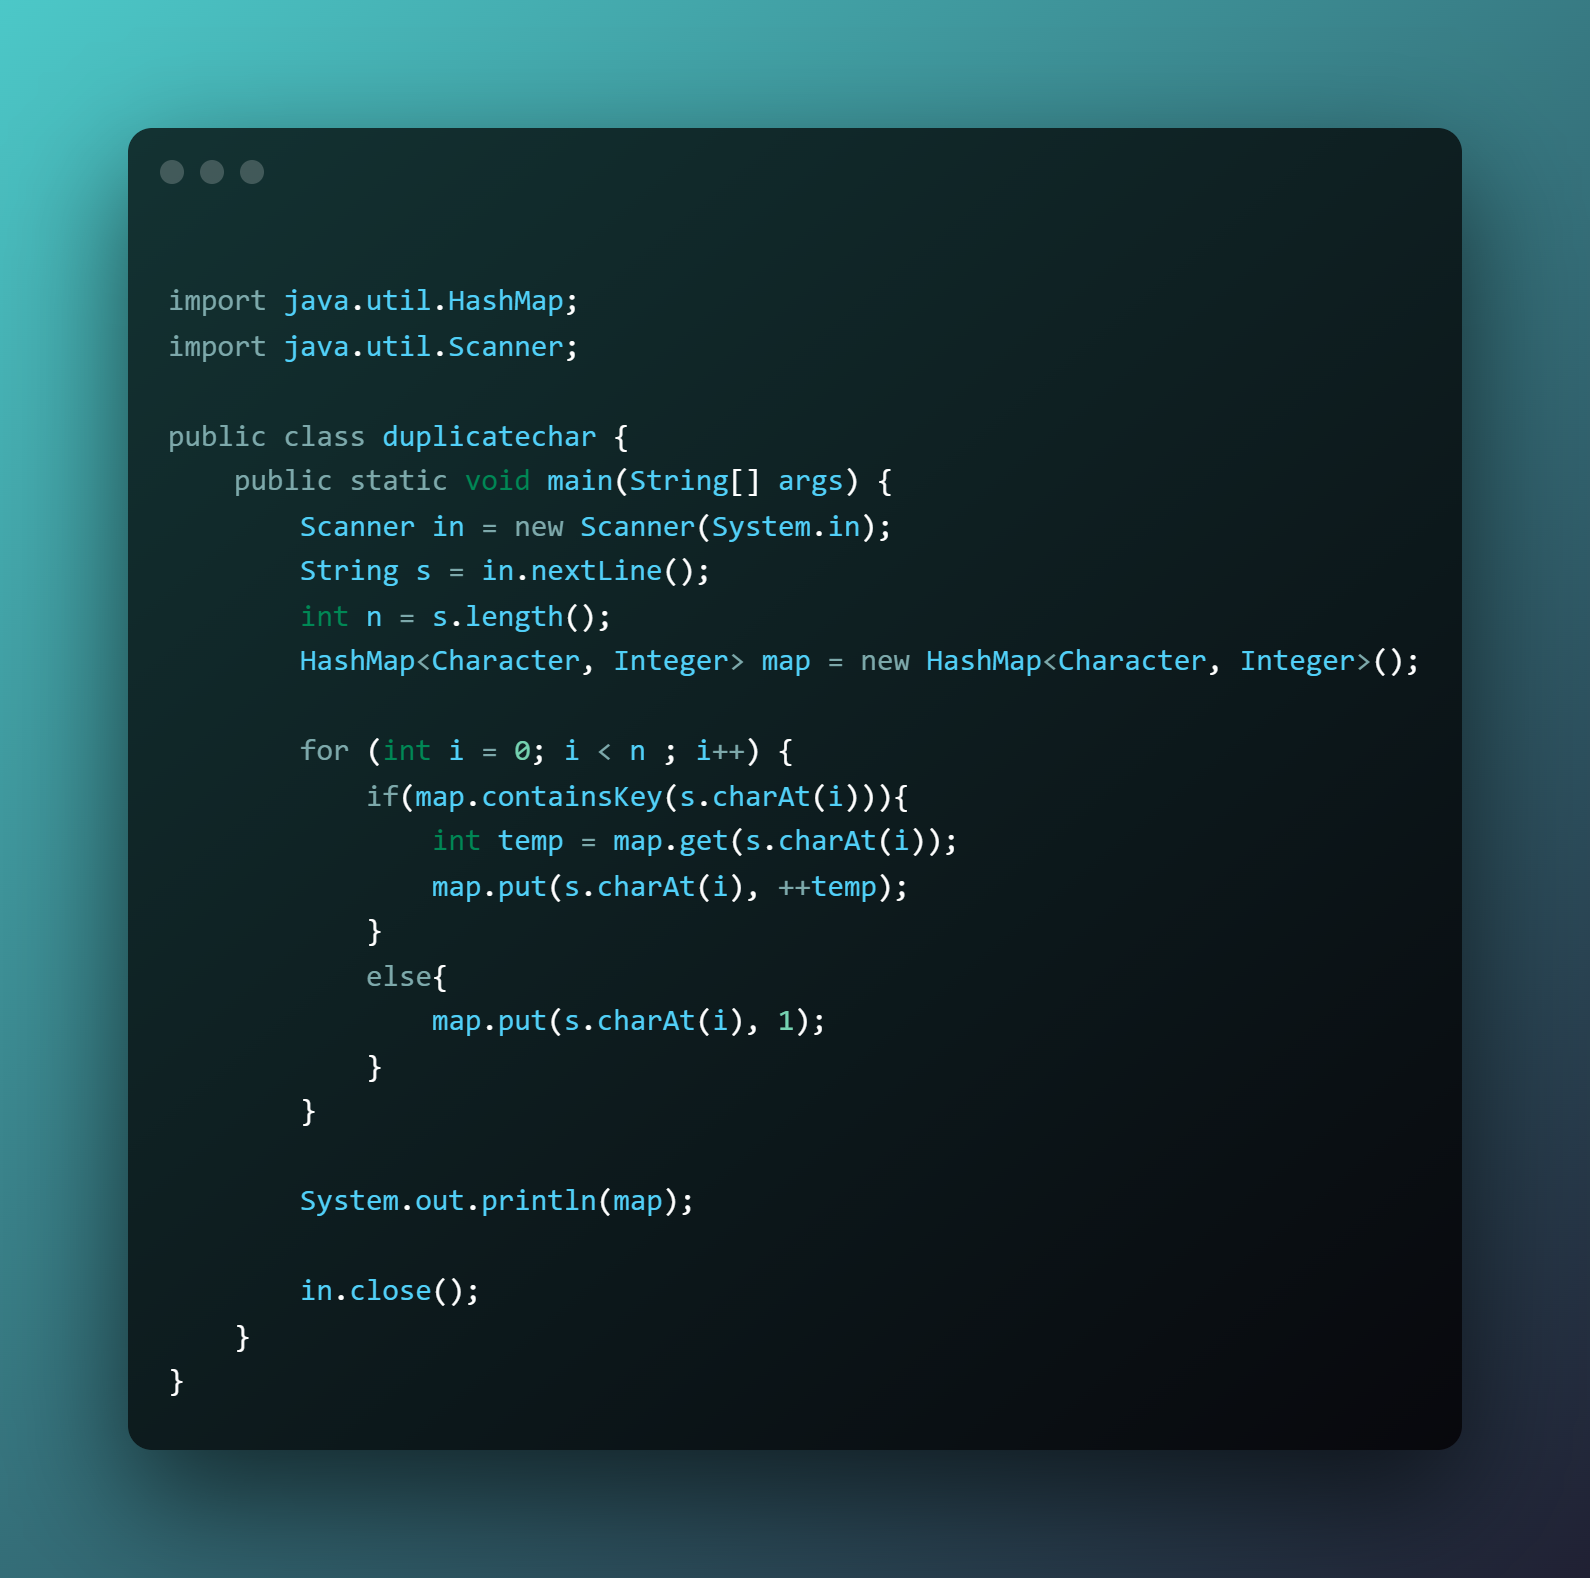 import java.util.HashMap;
import java.util.Scanner;

public class duplicatechar {
    public static void main(String[] args) {
        Scanner in = new Scanner(System.in);
        String s = in.nextLine();
        int n = s.length();
        HashMap<Character, Integer> map = new HashMap<Character, Integer>();

        for (int i = 0; i < n ; i++) {
            if(map.containsKey(s.charAt(i))){
                int temp = map.get(s.charAt(i));
                map.put(s.charAt(i), ++temp);
            }
            else{
                map.put(s.charAt(i), 1);
            }
        }

        System.out.println(map);

        in.close();
    }
}